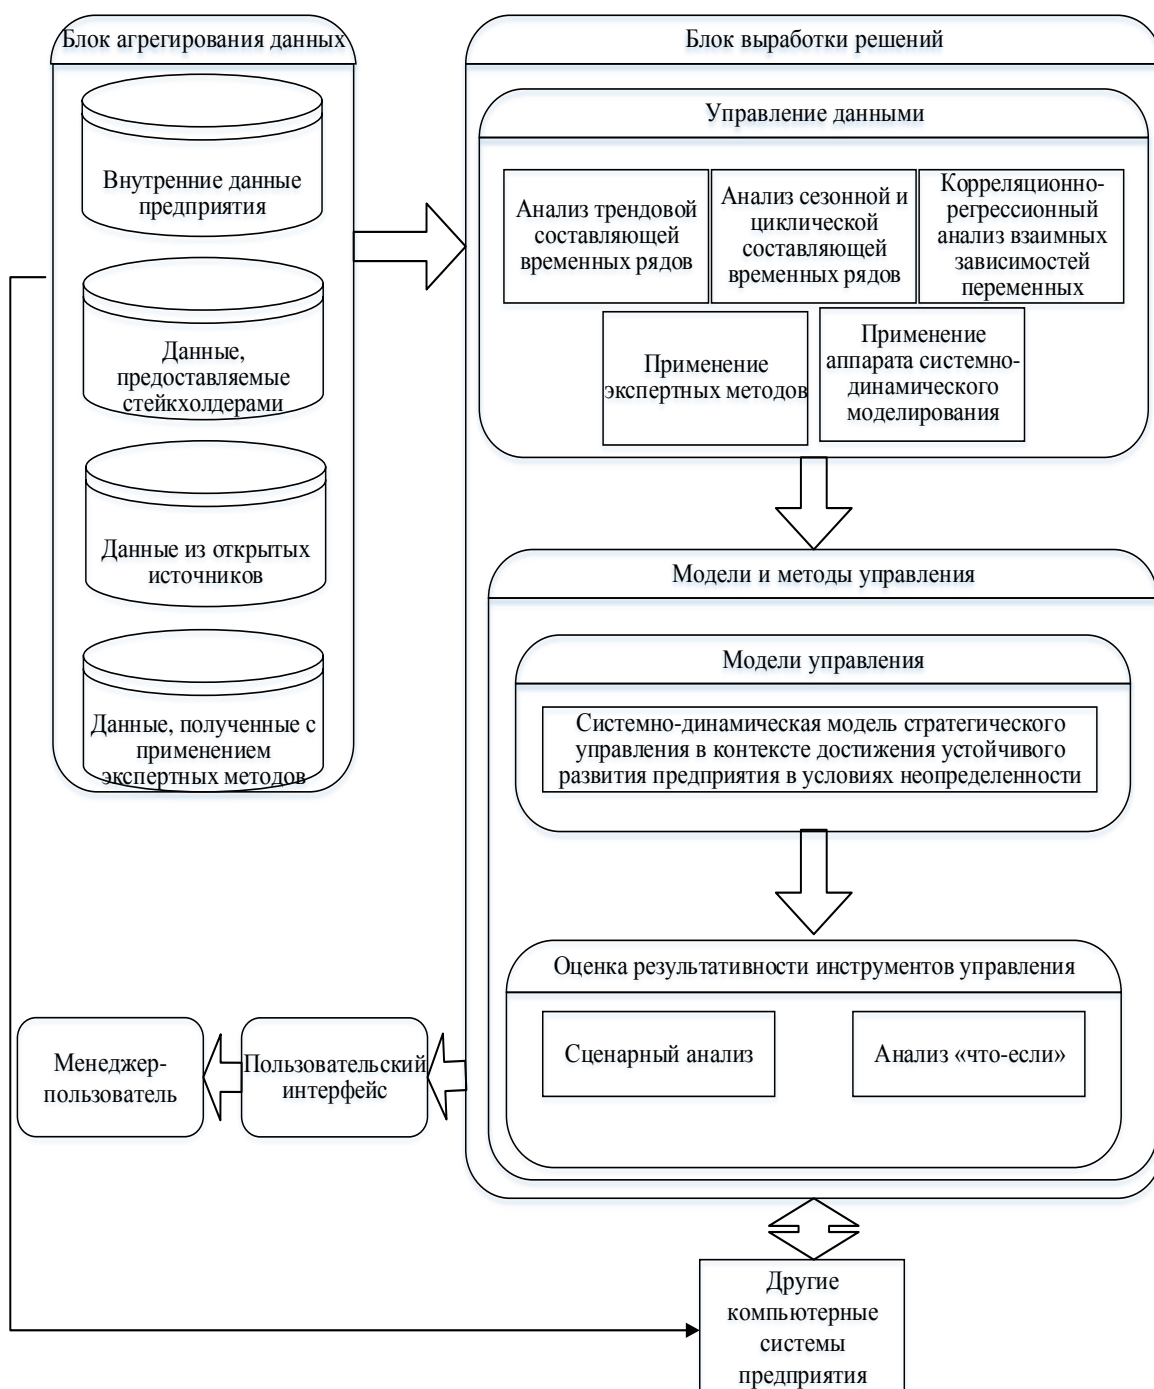 Блок агрегирования данных
Внутренние данные
предприятия
Данные,
предоставляемые
стейкхолдерами
Данные из открытых
источников
Данные, полученные с
применением
экспертных методов
Блок выработки решений
Управление данными
Анализ трендовой
составляющей
временных рядов
Анализ сезонной и
циклической
составляющей
временных рядов
Корреляционно-
регрессионный
анализ взаимных
зависимостей
переменных
Применение
экспертных методов
Применение
аппарата системно-
динамического
моделирования
Модели и методы управления
Модели управления
Системно-динамическая модель стратегического
управления в контексте достижения устойчивого
развития предприятия в условиях неопределенности
Оценка результативности инструментов управления
Сценарный анализ
Анализ «что-если»
Пользовательский
интерфейс
Менеджер-
пользователь
Другие
компьютерные
системы
предприятия